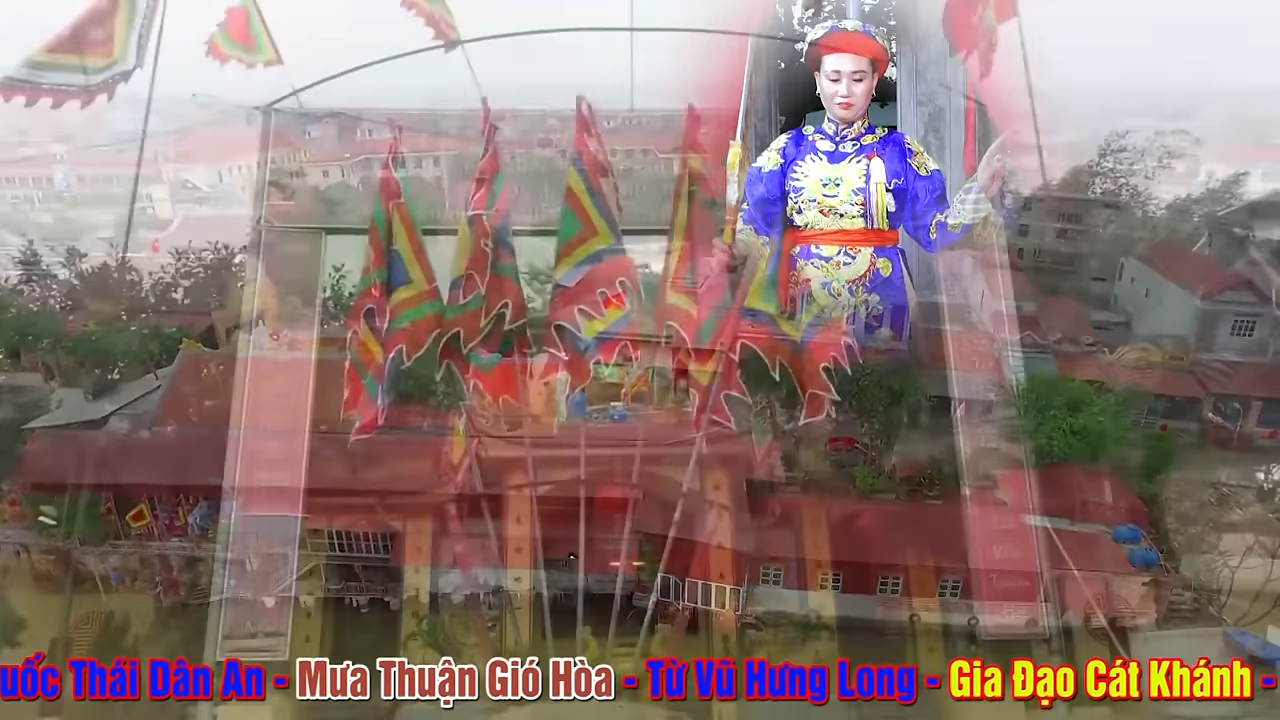 uốc Thái Dân An - Mưa Thuận Gió Hòa - Từ Vũ Hưng Long - Gia Đạo Cát Khánh -